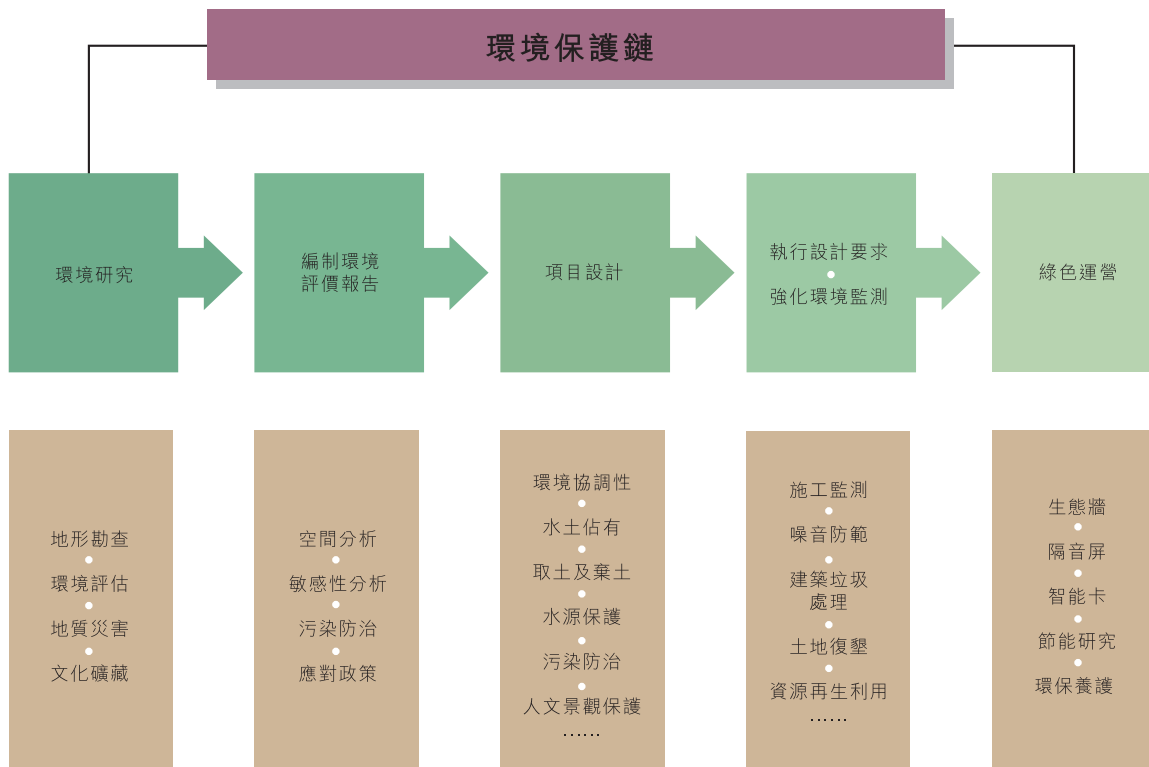 環境保護鏈
環境研究
編制環境
評價報告
項目設計
執行設計要求
強化環境監測
綠色運營
地形勘查
環境評估
地質災害
文化礦藏
空間分析
敏感性分析
污染防治
應對政策
環境協調性
水土佔有
取土及棄土
水源保護
污染防治
人文景觀保護
······
施工監測
噪音防範
建築垃圾
處理
土地復墾
資源再生利用
······
生態牆
隔音屏
智能卡
節能研究
環保養護